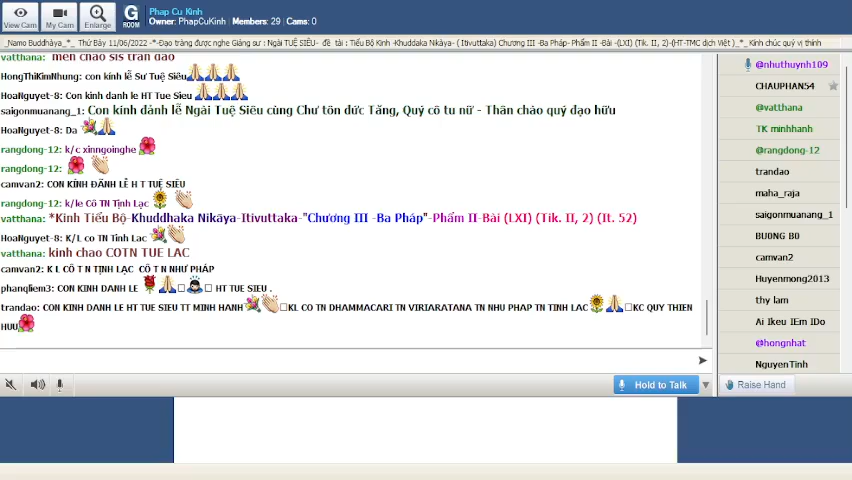 Phap Cu Kinh
Owner: PhapCuKinh | Members: 29 | Cams: 0
View Cam
My Cam
Enlarge
G
ROOM
_Namo Buddhāya_*_ Thứ Bảy 11/06/2022 -*-Đạo tràng được nghe Giảng sư : Ngài TUỆ SIÊU- đề tài : Tiểu Bộ Kinh -Khuddaka Nikāya- ( Itivuttaka) Chương III -Ba Pháp- Phẩm II -Bài -(LXI) (Tik. II, 2)-(HT-TMC dịch Việt )_*_ Kính chúc quý vị thính
vatthana: men chao sis tran dao
HongThiKimNhung: con kính lễ Sư Tuệ Siêu
HoaNguyet-8: Con kinh danh le HT Tue Sieu
saigonmuanang_1: Con kính đảnh lễ Ngài Tuệ Siêu cùng Chư tôn đức Tăng, Quý cô tu nữ - Thân chào quý đạo hữu
HoaNguyet-8: Da
rangdong-12: k/c xinngoinghe
rangdong-12:
camvan2: CON KÍNH ĐÃNH LỄ H T TUỆ SIÊU
rangdong-12: k/le Cô TN Tịnh Lạc
vatthana: *Kinh Tiểu Bộ-Khuddhaka Nikāya-Itivuttaka-"Chương III -Ba Pháp"-Phẩm II-Bài (LXI) (Tik. II, 2) (It. 52)
HoaNguyet-8: K/L co TN Tinh Lac
vatthana: kinh chao COTN TUE LAC
camvan2: K L CÔ T N TỊNH LẠC CÔ T N NHƯ PHÁP
phanqliem3: CON KINH DANH LE HT TUE SIEU .
trandao: CON KINH DANH LE HT TUE SIEU TT MINH HANH KL CO TN DHAMMACARI TN VIRIARATANA TN NHU PHAP TN TINH LAC KC QUY THIEN
HUU
Hold to Talk
@nhuthuynh109
CHAUPHAN54
@vatthana
TK minhhanh
@rangdong-12
trandao
maha_raja
saigonmuanang_1
BU0NG B0
camvan2
Huyenmong2013
thy lam
Ai Ikeu IEm IDo
@hongnhat
NguyenTinh
Raise Hand